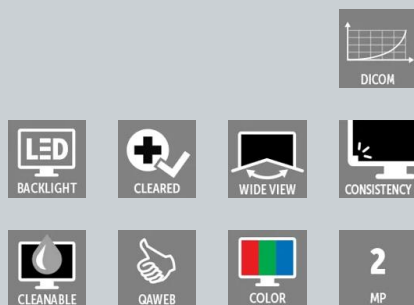 DICOM
LED
BACKLIGHT
CLEARED
WIDE VIEW
CONSISTENCY
CLEANABLE
QAWEB
COLOR
2
MP